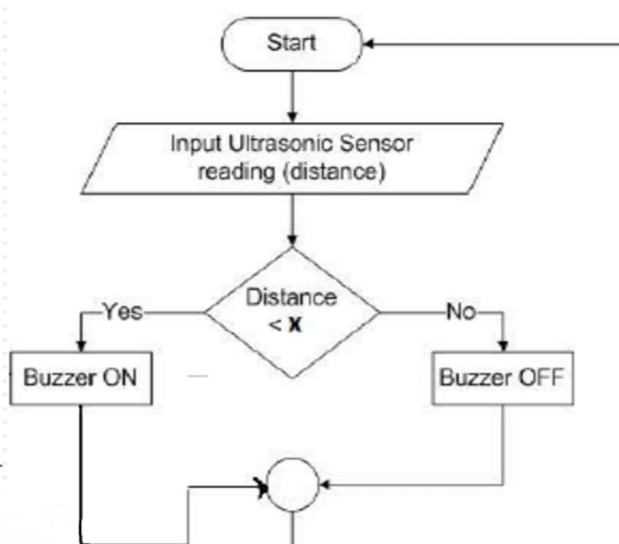 Start
Input Ultrasonic Sensor
reading (distance)
Distance
< X
Yes
No
Buzzer ON
Buzzer OFF